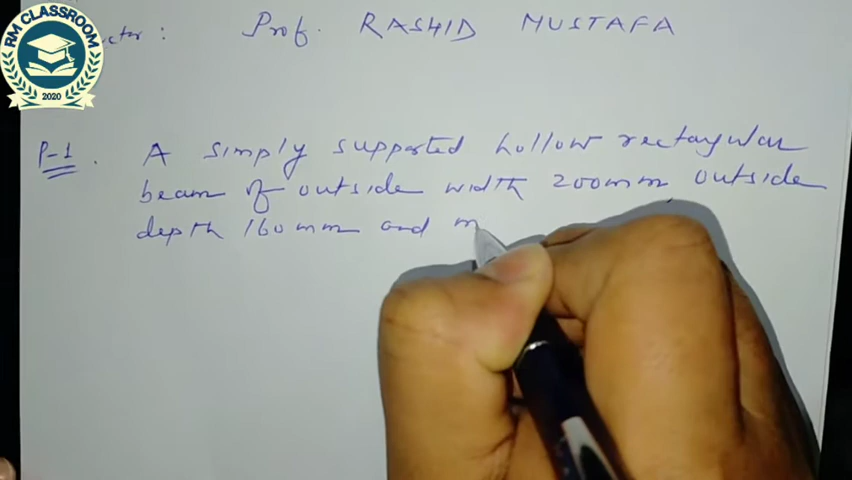 RM CLASSROOM
2020
ctor : Prof. RASHID MUSTAFA
P-1. A simply supported hollow rectangular
beam of outside width 200mm outside
depth 160mm and m